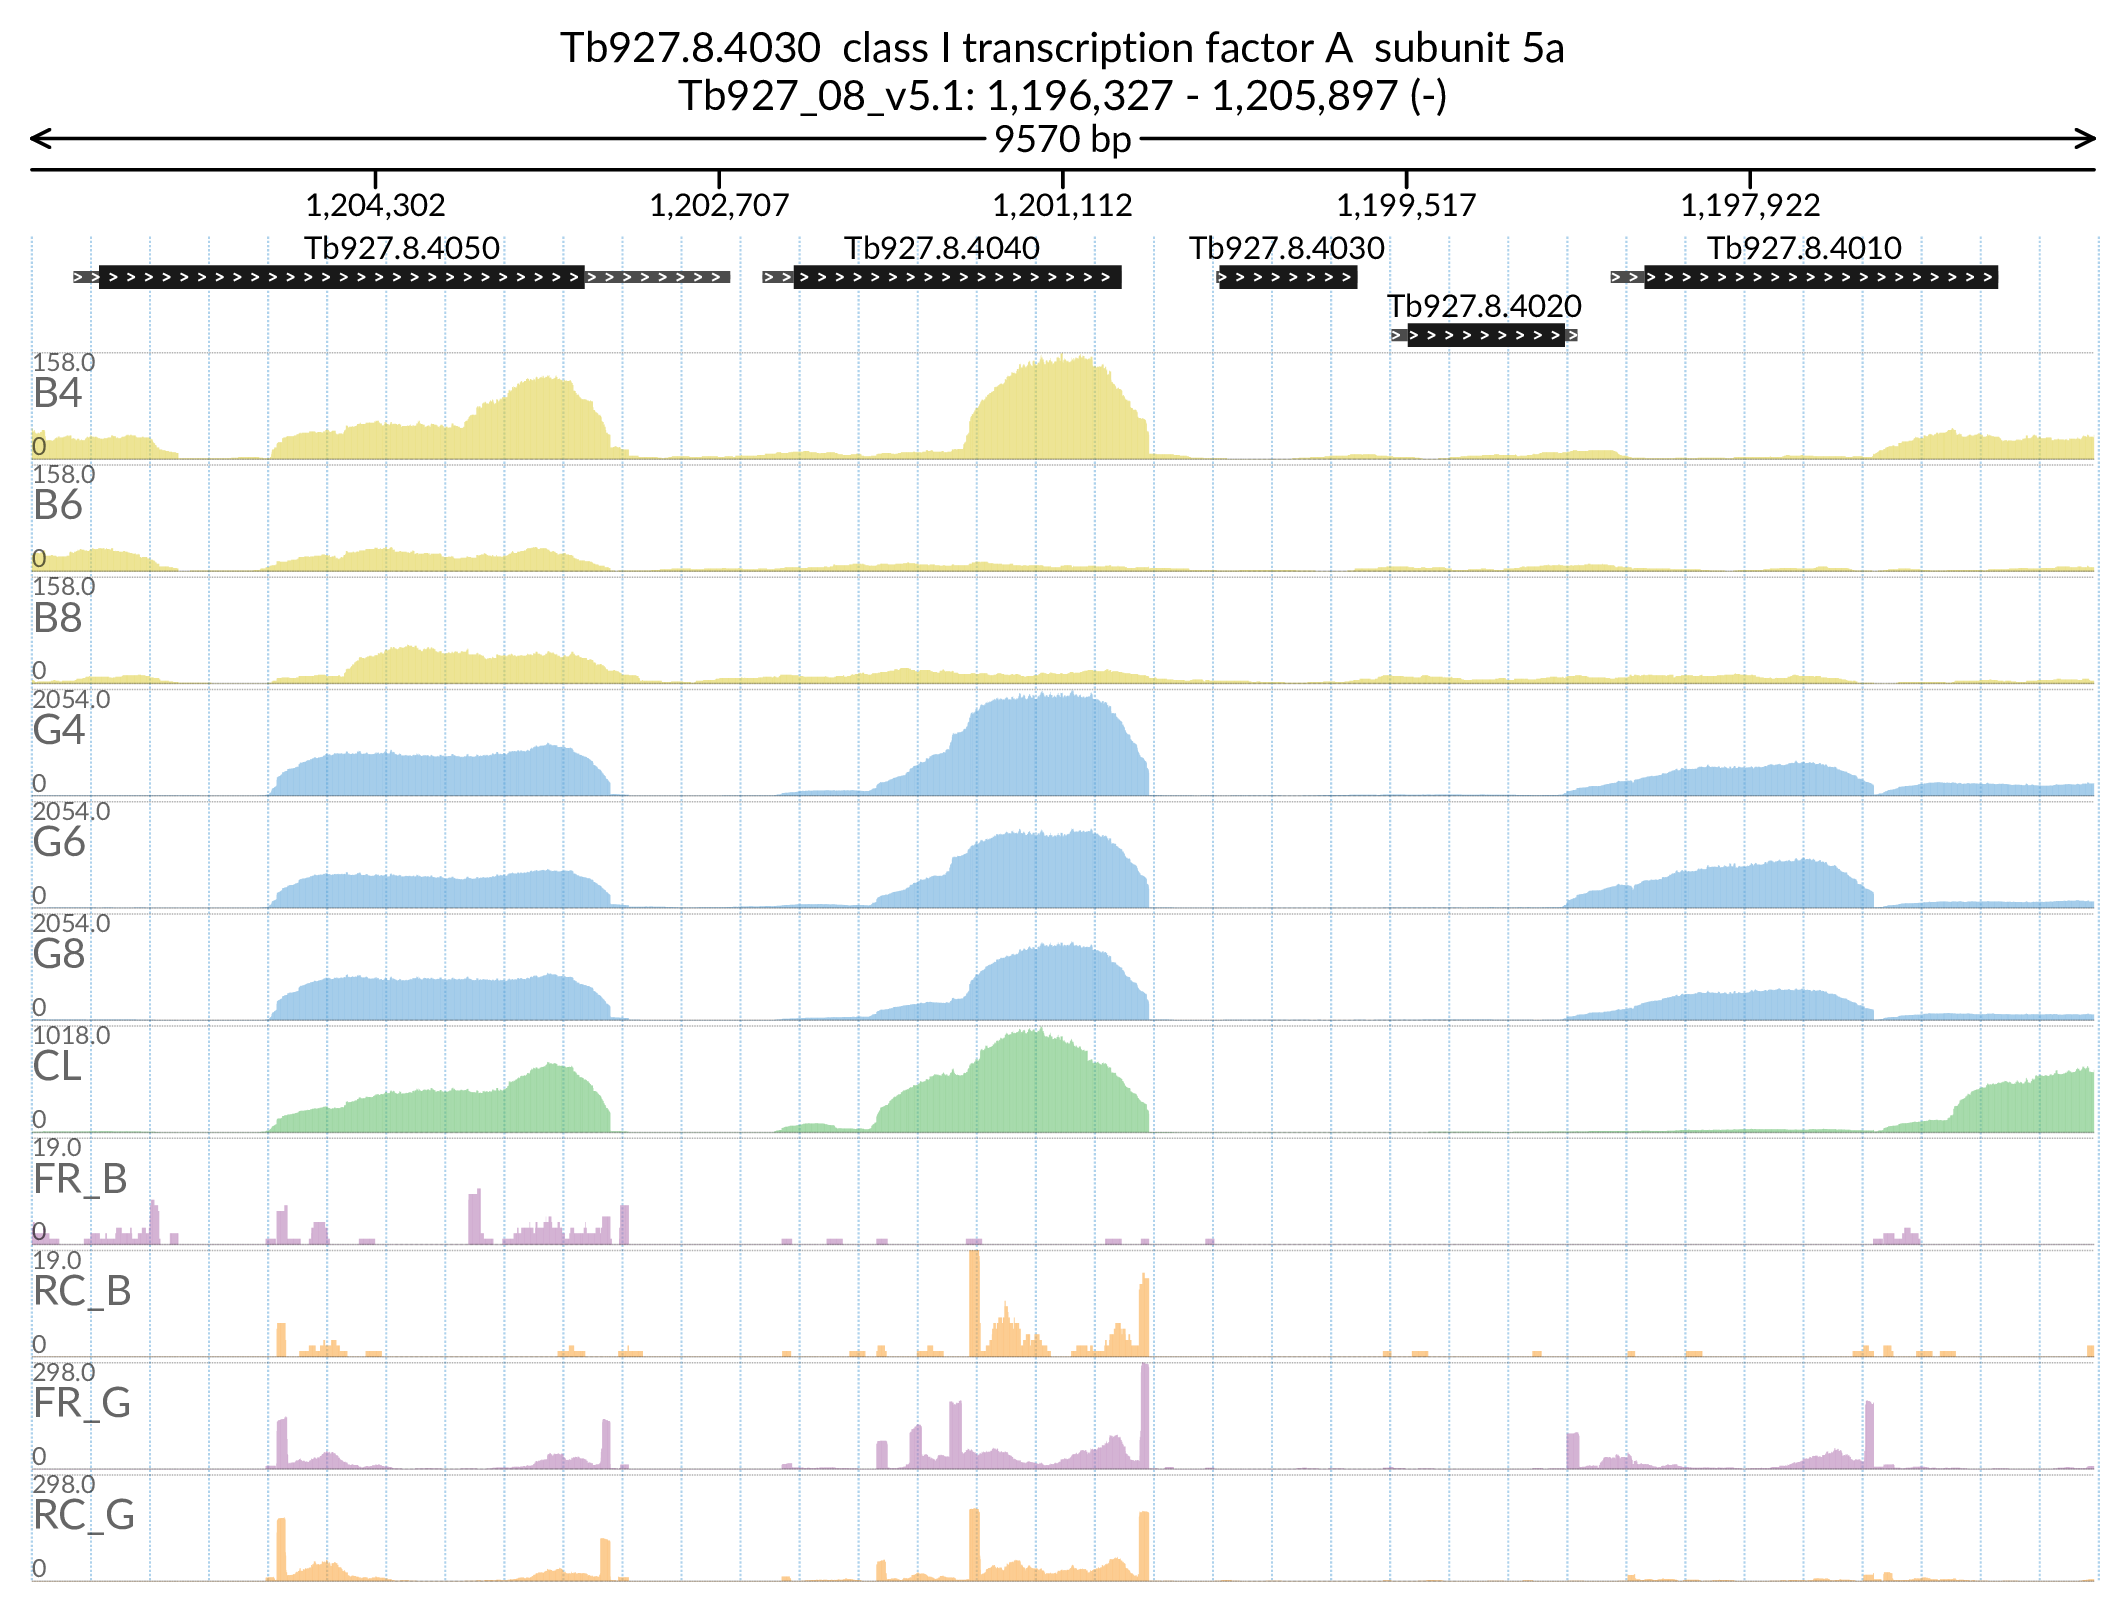 Tb927.8.4030  class I transcription factor A  subunit 5a
Tb927_08_v5.1: 1,196,327 - 1,205,897 (-)
9570 bp
1,204,302 1,202,707 1,201,112 1,199,517 1,197,922
Tb927.8.4050 Tb927.8.4040 Tb927.8.4030 Tb927.8.4010
Tb927.8.4020
158.0
B4
0
158.0
B6
0
158.0
B8
0
2054.0
G4
0
2054.0
G6
0
2054.0
G8
0
1018.0
CL
0
19.0
FR_B
0
19.0
RC_B
0
298.0
FR_G
0
298.0
RC_G
0